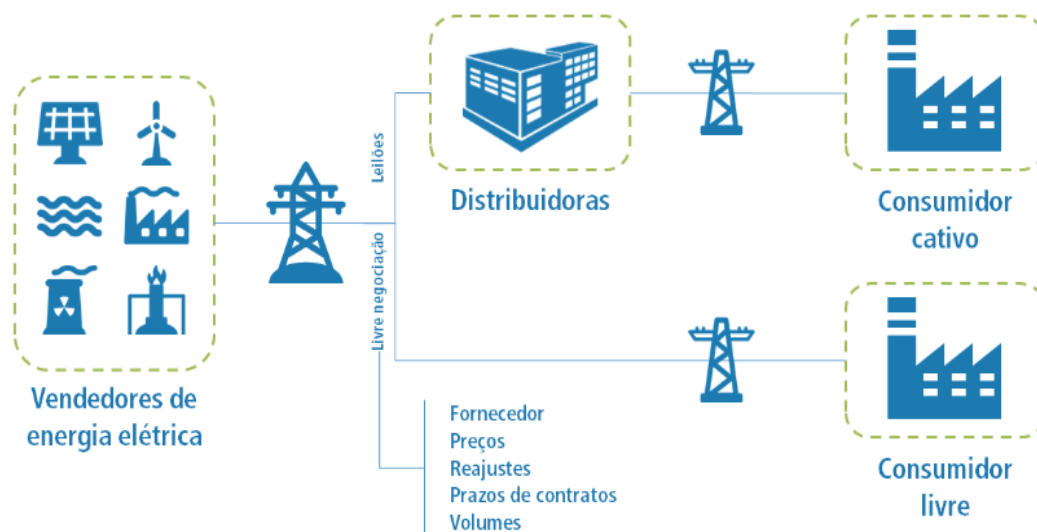 Leilões
Distribuidoras
Consumidor
cativo
Livre negociação
Vendedores de
energia elétrica
Fornecedor
Preços
Reajustes
Prazos de contratos
Volumes
Consumidor
livre